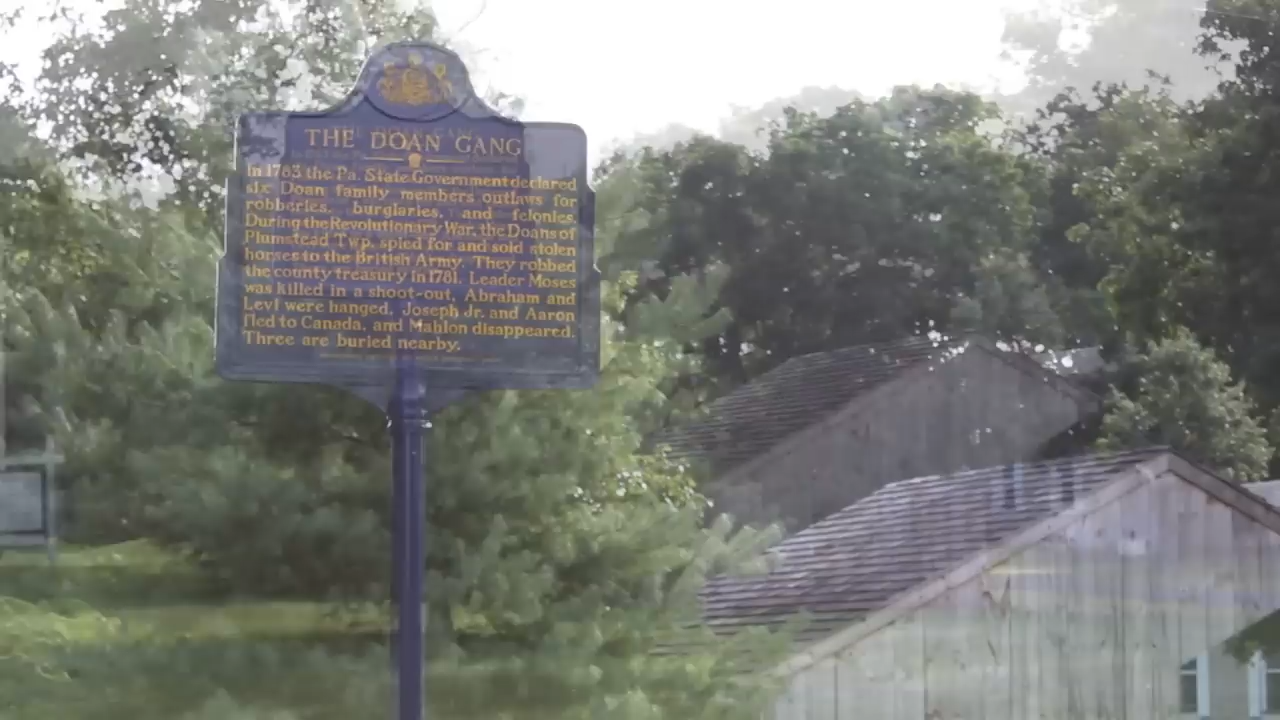 THE DOAN GANG
In 1783 the Pa. State Government declared
six Doan family members outlaws for
robberies, burglaries, and felonies.
During the Revolutionary War, the Doans of
Plumstead Twp. spied for and sold stolen
horses to the British Army. They robbed
the county treasury in 1781. Leader Moses
was killed in a shoot-out, Abraham and
Levi were hanged, Joseph Jr. and Aaron
fled to Canada, and Mahlon disappeared.
Three are buried nearby.